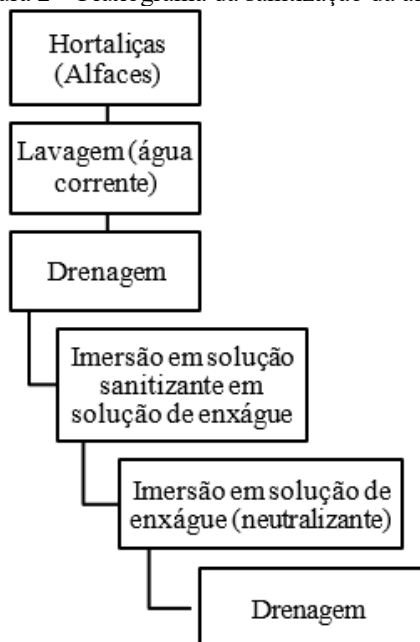 Hortaliças
(Alfaces)
Lavagem (água
corrente)
Drenagem
Imersão em solução
sanitizante em
solução de enxágue
Imersão em solução de
enxágue (neutralizante)
Drenagem